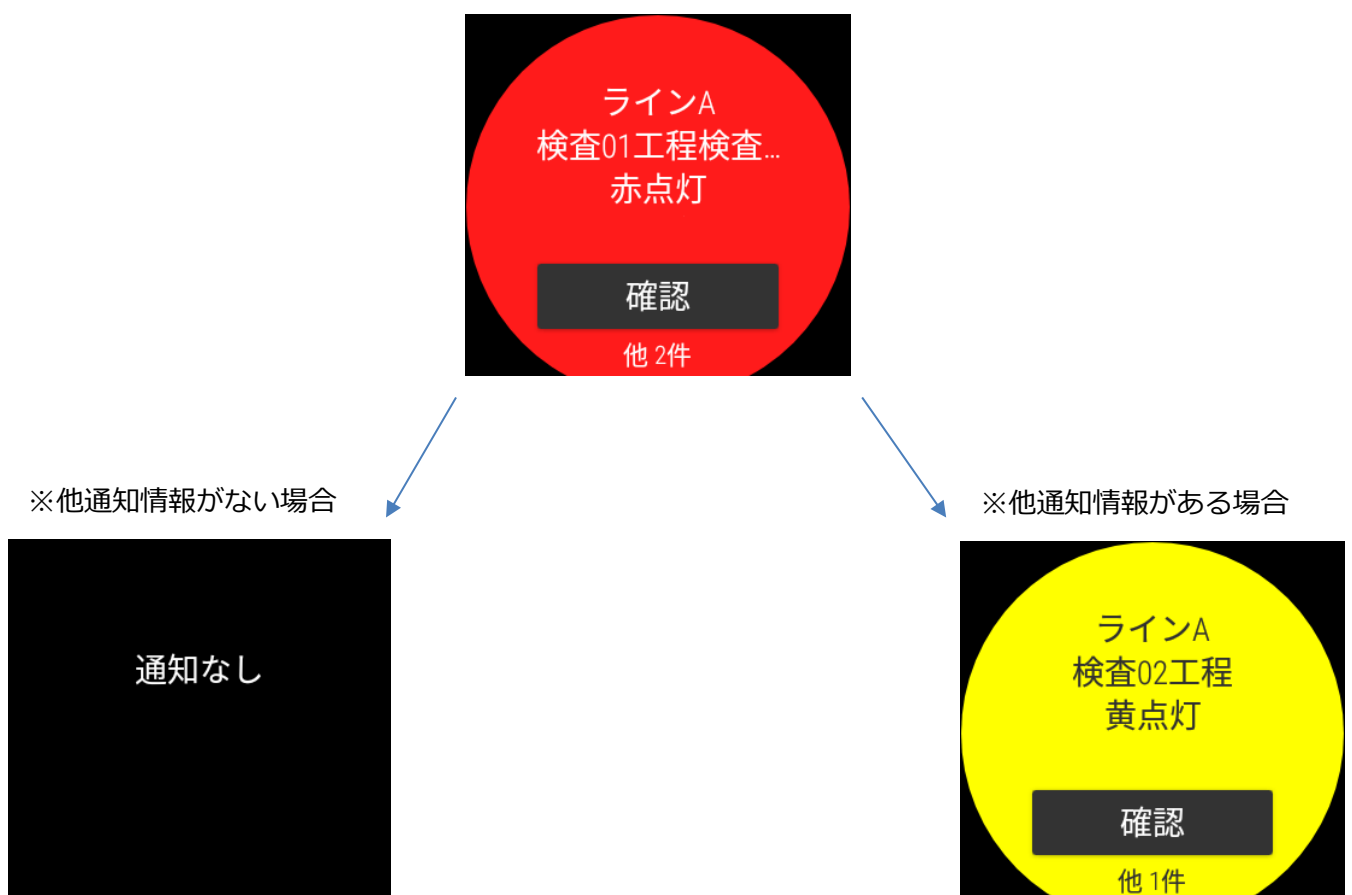 ラインA
検査01工程検査...
赤点灯
確認
他 2件
※他通知情報がない場合
通知なし
※他通知情報がある場合
ラインA
検査02工程
黄点灯
確認
他 1件